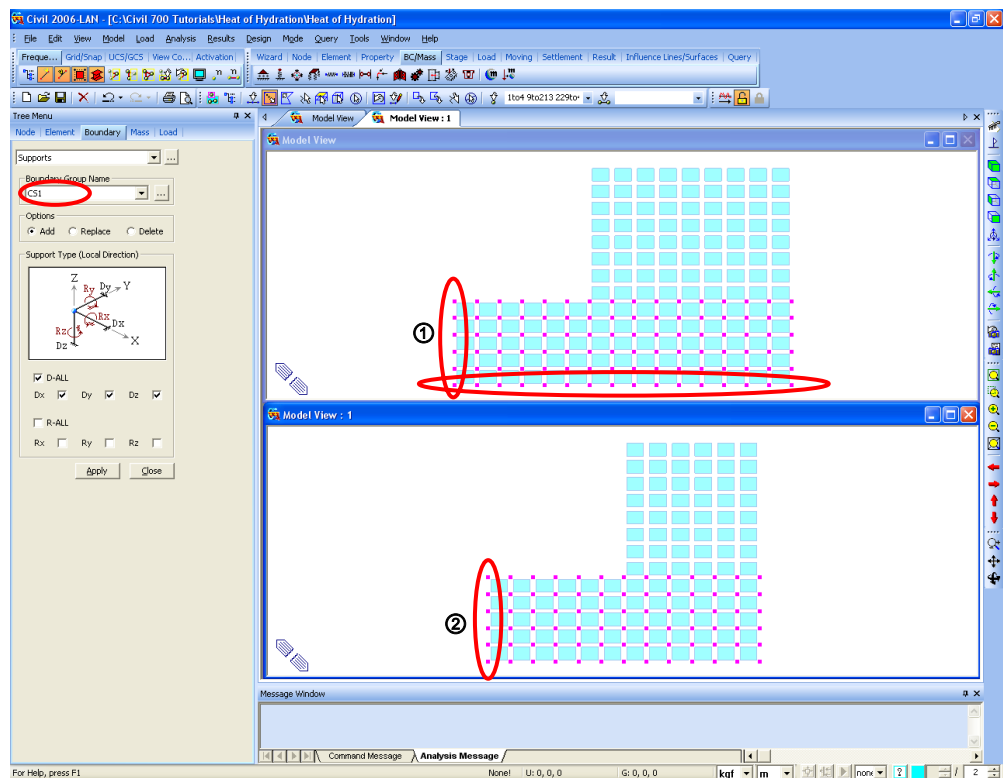 Civil 2006-LAN - [C:\Civil 700 Tutorials\Heat of Hydration\Heat of Hydration]
File Edit View Model Load Analysis Results Design Mode Query Tools Window Help
Freque... Grid/Snap UCS/GCS View Co... Activation Wizard Node Element Property BC/Mass Stage Load Moving Settlement Result Influence Lines/Surfaces Query
1to4 9to213 229to
Tree Menu
Node Element Boundary Mass Load
Model View Model View : 1
Supports
Boundary Group Name
CS1
Options
Add Replace Delete
Support Type (Local Direction)
Z Ry Dy Y
Rx Dx
Rz X
Dz
D-ALL
Dx Dy Dz
R-ALL
Rx Ry Rz
Apply Close
Model View
①
Model View : 1
②
Message Window
Command Message Analysis Message
For Help, press F1
None! U: 0, 0, 0 G: 0, 0, 0 kgf m none ? / 2